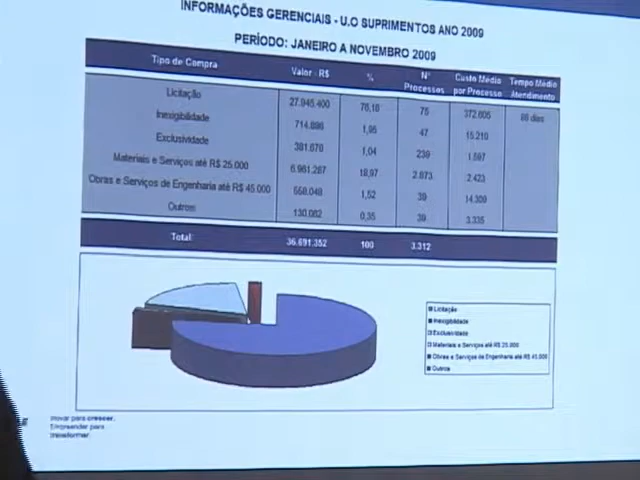 INFORMAÇÕES GERENCIAIS - U.O SUPRIMENTOS ANO 2009
PERÍODO: JANEIRO A NOVEMBRO 2009
Tipo de Compra Valor - R$ % Nº Processos Custo Médio por Processo Tempo Médio Atendimento
Licitação 27.945.400 76,16 75 372.605 86 dias
Inexigibilidade 714.886 1,95 47 15.210
Exclusividade 381.670 1,04 239 1.597
Materiais e Serviços até R$ 25.000 6.961.267 18,97 2.873 2.423
Obras e Serviços de Engenharia até R$ 45.000 558.048 1,52 39 14.309
Outros 130.082 0,35 39 3.335
Total 36.691.352 100 3.312
Licitação
Inexigibilidade
Exclusividade
Materiais e Serviços até R$ 25.000
Obras e Serviços de Engenharia até R$ 45.000
Outros
Inovar para crescer.
Empreender para
transformar.